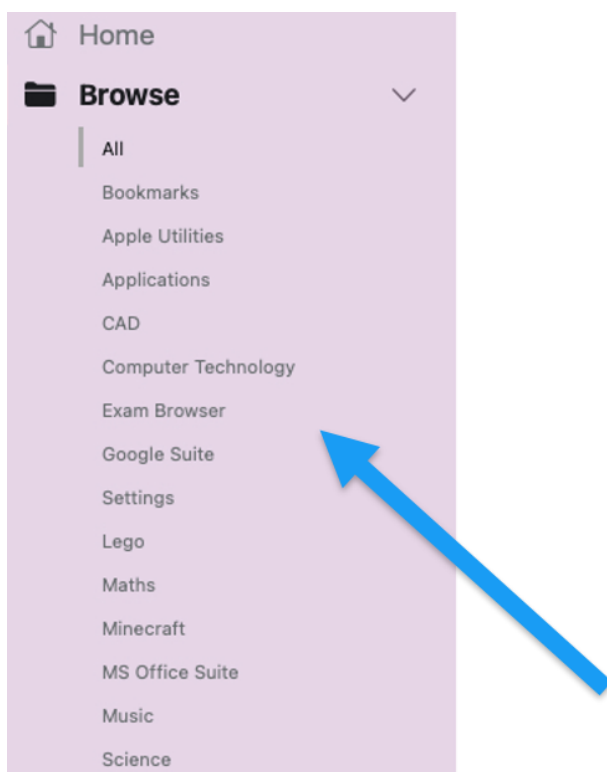 Home
Browse
All
Bookmarks
Apple Utilities
Applications
CAD
Computer Technology
Exam Browser
Google Suite
Settings
Lego
Maths
Minecraft
MS Office Suite
Music
Science